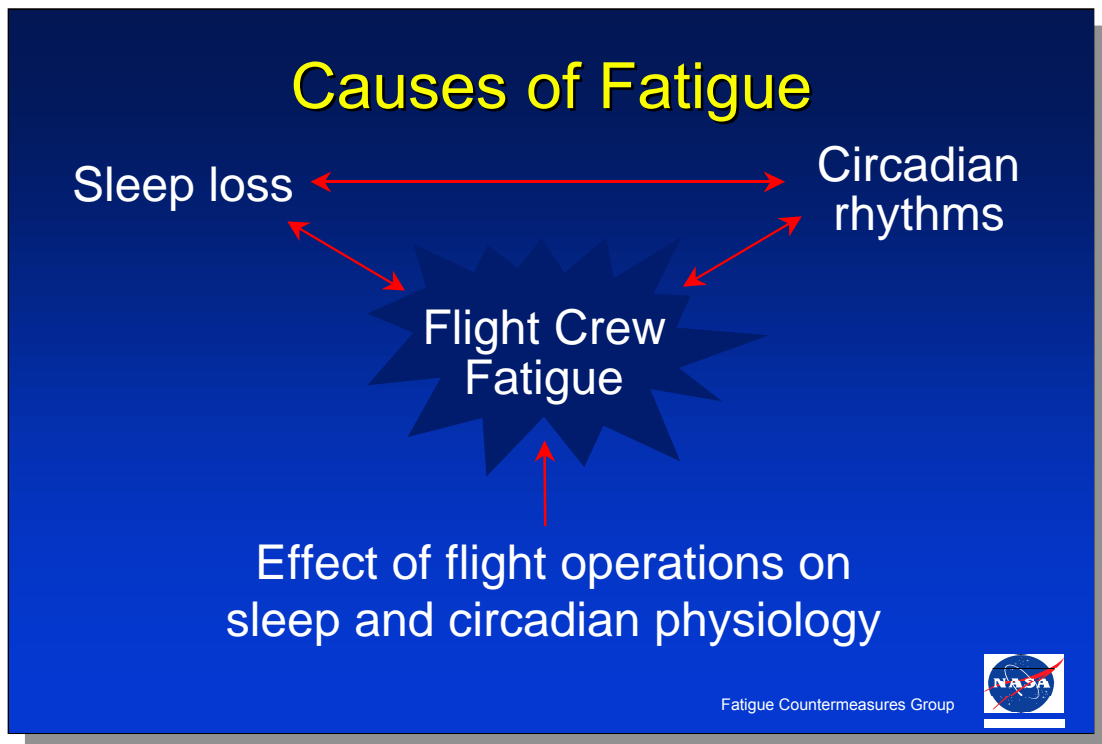 Causes of Fatigue
Sleep loss
Circadian
rhythms
Flight Crew
Fatigue
Effect of flight operations on
sleep and circadian physiology
Fatigue Countermeasures Group
NASA